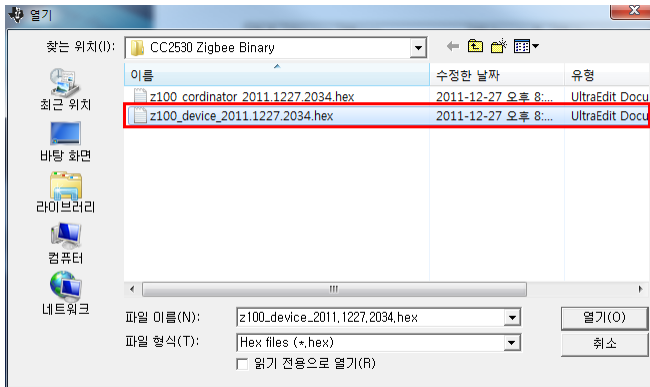 열기
찾는 위치(I): CC2530 Zigbee Binary
이름 수정한 날짜 유형
z100_cordinator_2011.1227.2034.hex 2011-12-27 오후 8:... UltraEdit Docu
z100_device_2011.1227.2034.hex 2011-12-27 오후 8:... UltraEdit Docu
최근 위치
바탕 화면
라이브러리
컴퓨터
네트워크
파일 이름(N): z100_device_2011.1227.2034.hex 열기(O)
파일 형식(T): Hex files (*.hex) 취소
읽기 전용으로 열기(R)